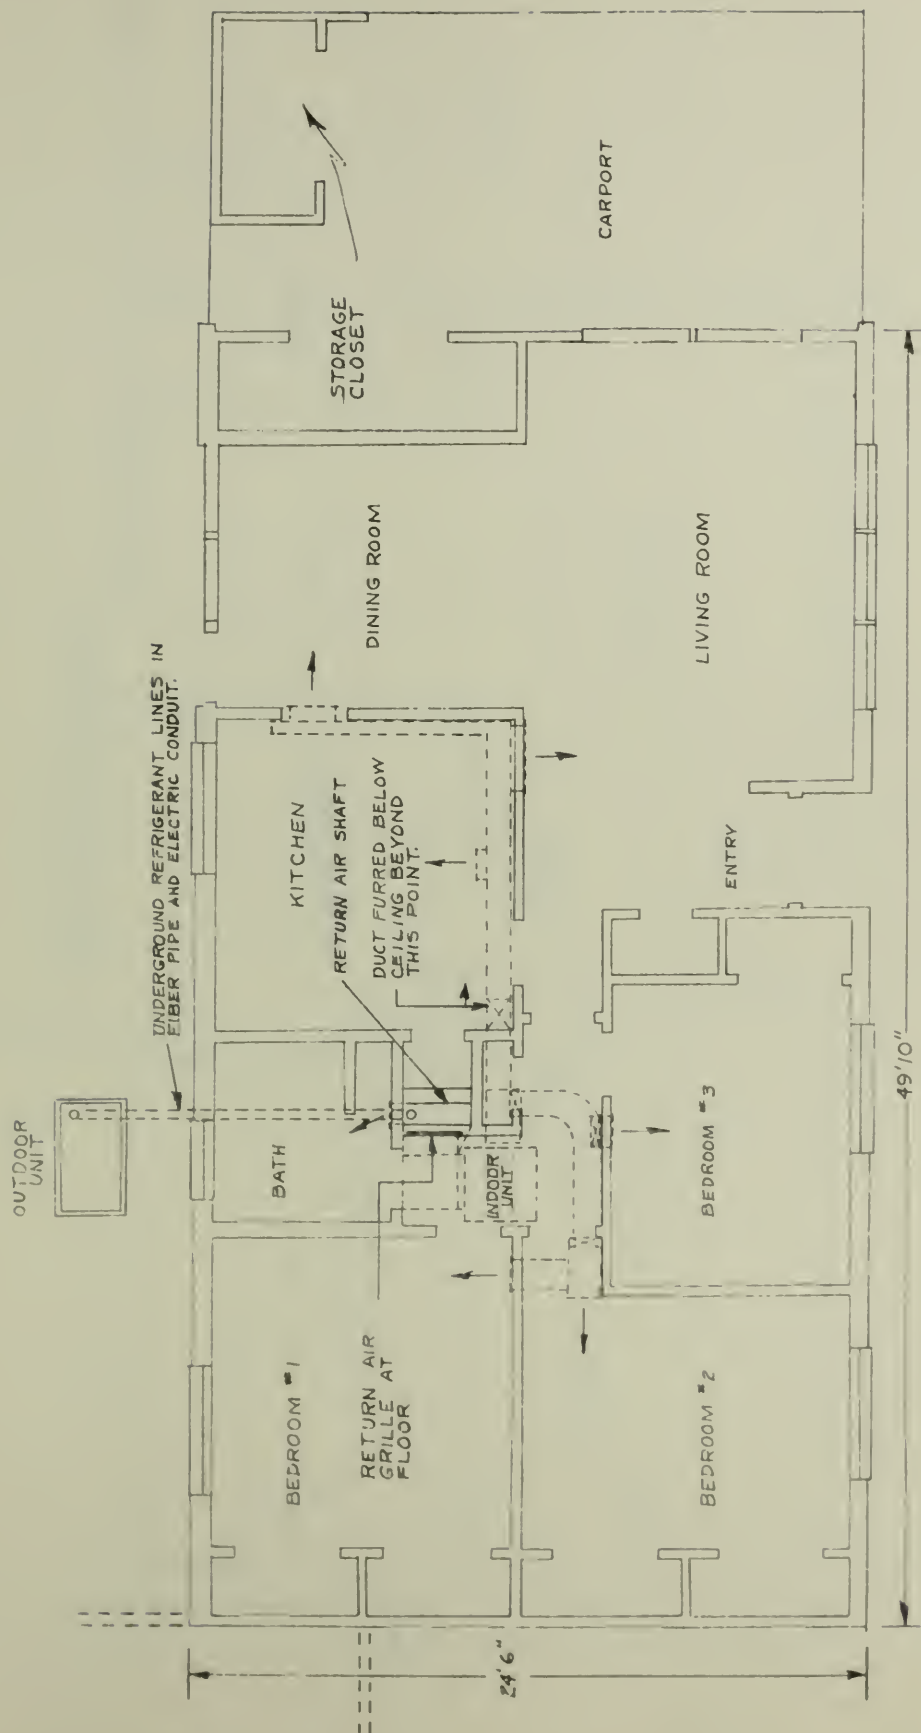 OUTDOOR
UNIT
UNDERGROUND REFRIGERANT LINES IN
FIBER PIPE AND ELECTRIC CONDUIT.
BEDROOM #1
BATH
KITCHEN
DINING ROOM
STORAGE
CLOSET
CARPORT
RETURN AIR SHAFT
DUCT FURRED BELOW
CEILING BEYOND
THIS POINT.
RETURN AIR
GRILLE AT
FLOOR
INDOOR
UNIT
BEDROOM #2
BEDROOM #3
ENTRY
LIVING ROOM
24'6"
49'10"